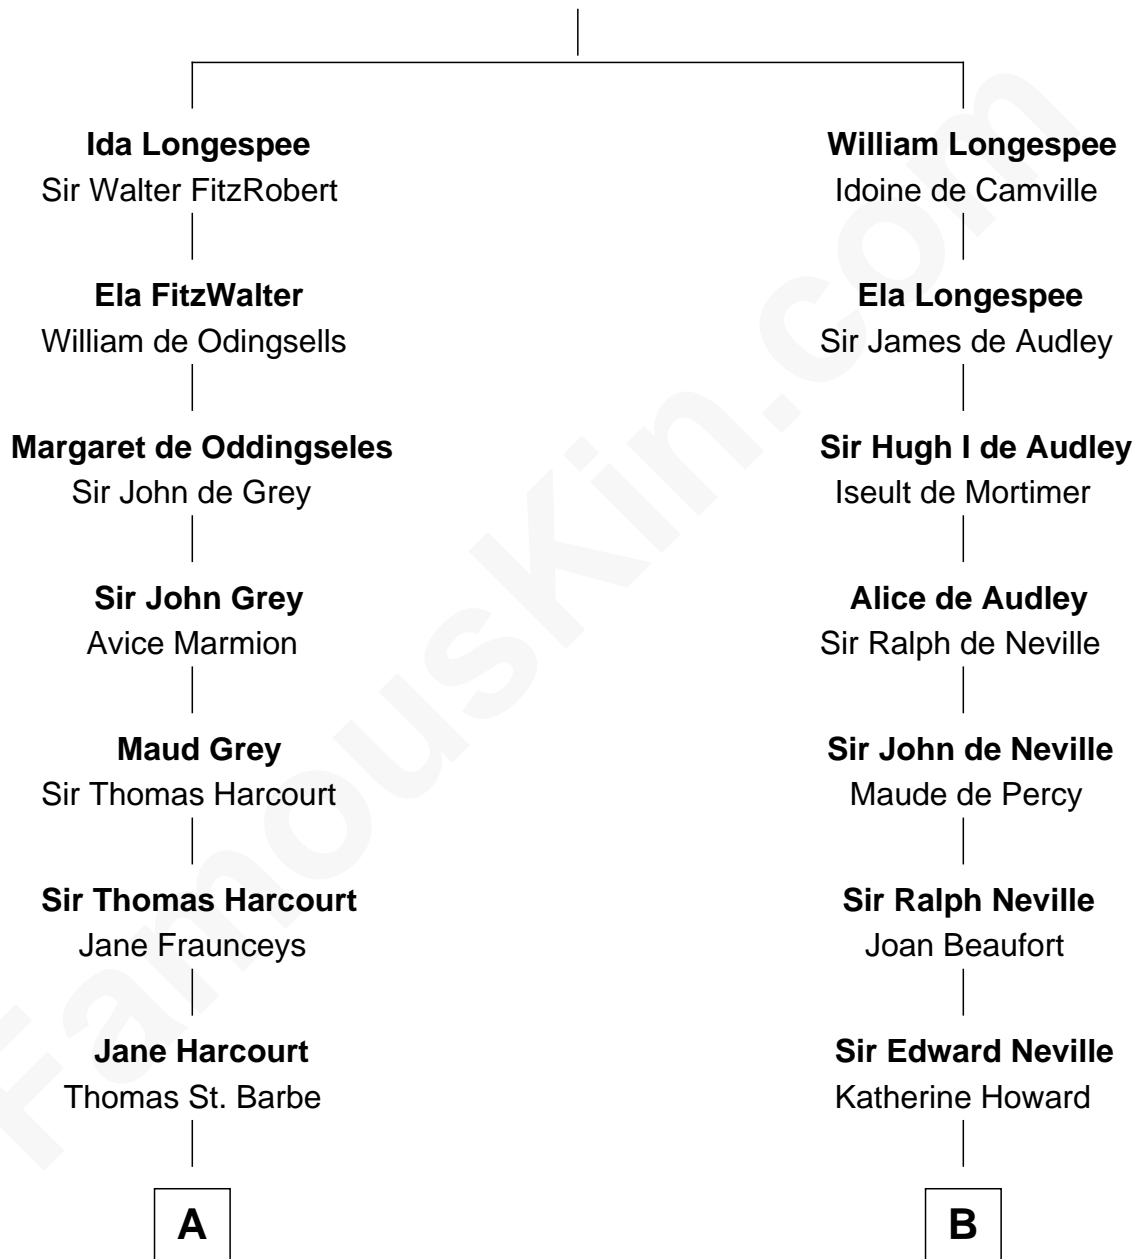 Ida Longespee
Sir Walter FitzRobert
Ela FitzWalter
William de Odingsells
Margaret de Oddingseles
Sir John de Grey
Sir John Grey
Avice Marmion
Maud Grey
Sir Thomas Harcourt
Sir Thomas Harcourt
Jane Fraunceys
Jane Harcourt
Thomas St. Barbe
A
William Longespee
Idoine de Camville
Ela Longespee
Sir James de Audley
Sir Hugh I de Audley
Iseult de Mortimer
Alice de Audley
Sir Ralph de Neville
Sir John de Neville
Maude de Percy
Sir Ralph Neville
Joan Beaufort
Sir Edward Neville
Katherine Howard
B
FamousKin.com